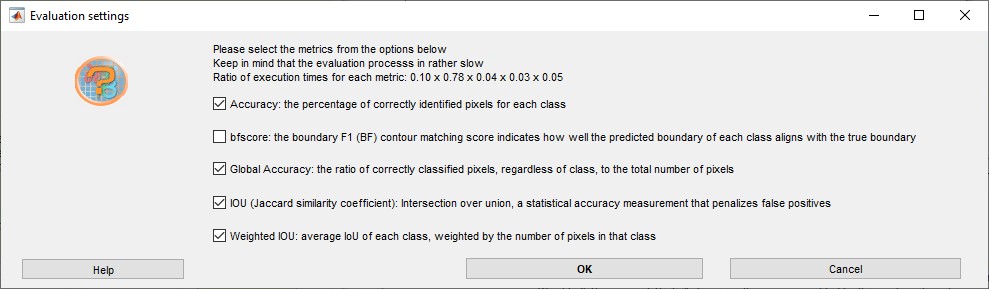 Evaluation settings
Please select the metrics from the options below
Keep in mind that the evaluation processs in rather slow
Ratio of execution times for each metric: 0.10 x 0.78 x 0.04 x 0.03 x 0.05
Accuracy: the percentage of correctly identified pixels for each class
bfscore: the boundary F1 (BF) contour matching score indicates how well the predicted boundary of each class aligns with the true boundary
Global Accuracy: the ratio of correctly classified pixels, regardless of class, to the total number of pixels
IOU (Jaccard similarity coefficient): Intersection over union, a statistical accuracy measurement that penalizes false positives
Weighted IOU: average IoU of each class, weighted by the number of pixels in that class
Help
OK
Cancel